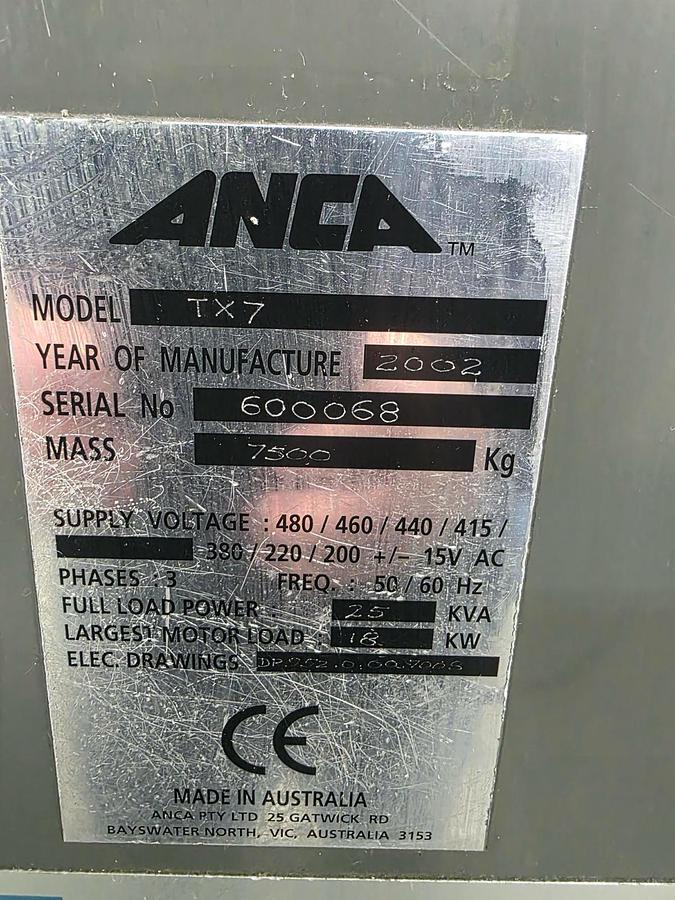 ANCA TM
MODEL TX7
YEAR OF MANUFACTURE 2002
SERIAL No 600068
MASS 7500 Kg
SUPPLY VOLTAGE : 480 / 460 / 440 / 415 /
380 / 220 / 200 +/- 15V AC
PHASES : 3 FREQ. : 50 / 60 Hz
FULL LOAD POWER : 25 KVA
LARGEST MOTOR LOAD : 18 KW
ELEC. DRAWINGS
CE
MADE IN AUSTRALIA
ANCA PTY LTD 25 GATWICK RD
BAYSWATER NORTH, VIC, AUSTRALIA 3153